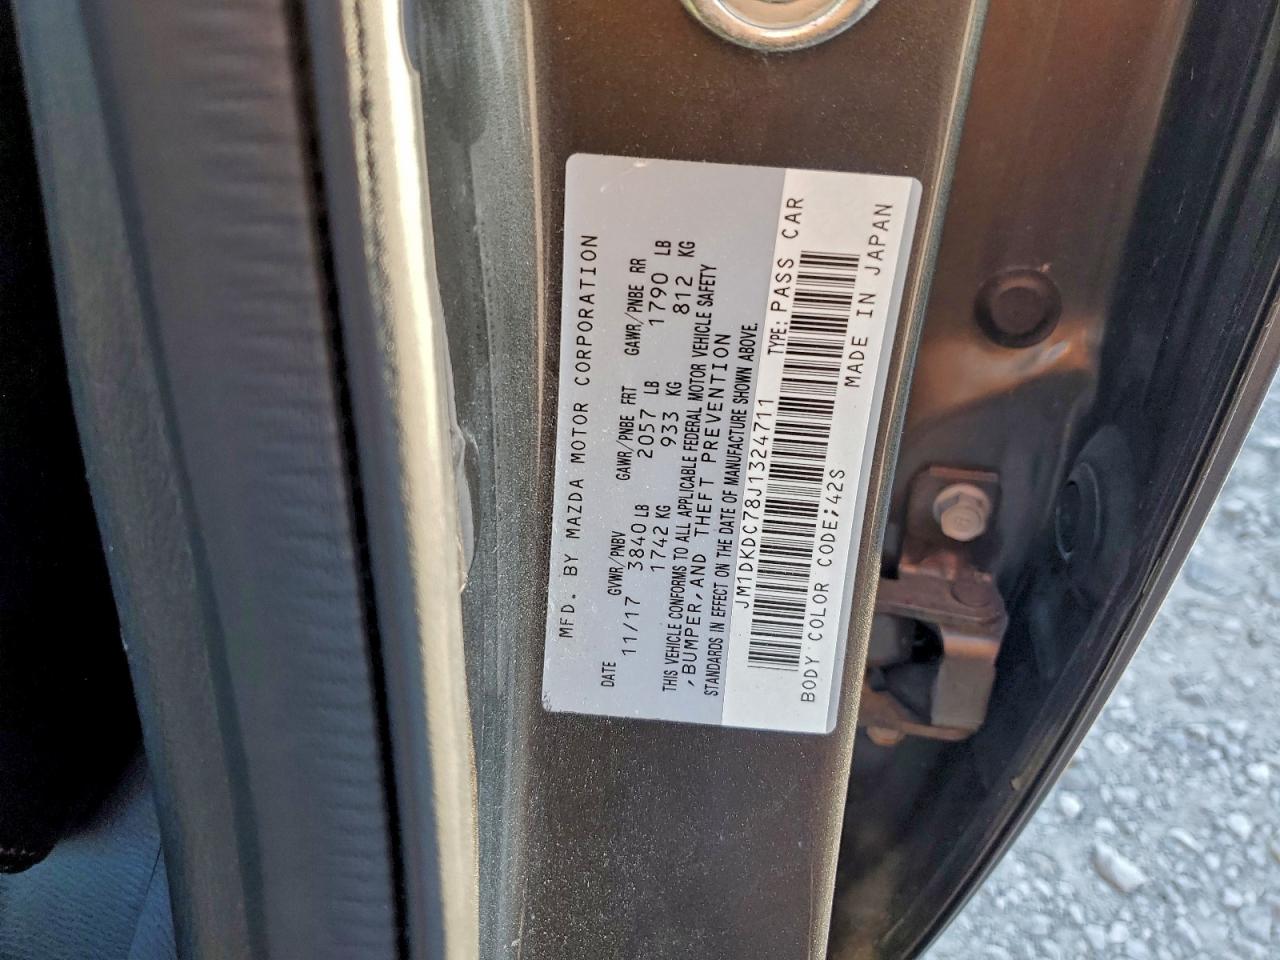 MFD. BY MAZDA MOTOR CORPORATION
DATE GVWR/PNBV GAWR/PNBE FRT GAWR/PNBE RR
11/17 3840 LB 2057 LB 1790 LB
1742 KG 933 KG 812 KG
THIS VEHICLE CONFORMS TO ALL APPLICABLE FEDERAL MOTOR VEHICLE SAFETY
, BUMPER, AND THEFT PREVENTION
STANDARDS IN EFFECT ON THE DATE OF MANUFACTURE SHOWN ABOVE.
JM1DKDC78J1324711 TYPE: PASS CAR
BODY COLOR CODE;42S MADE IN JAPAN